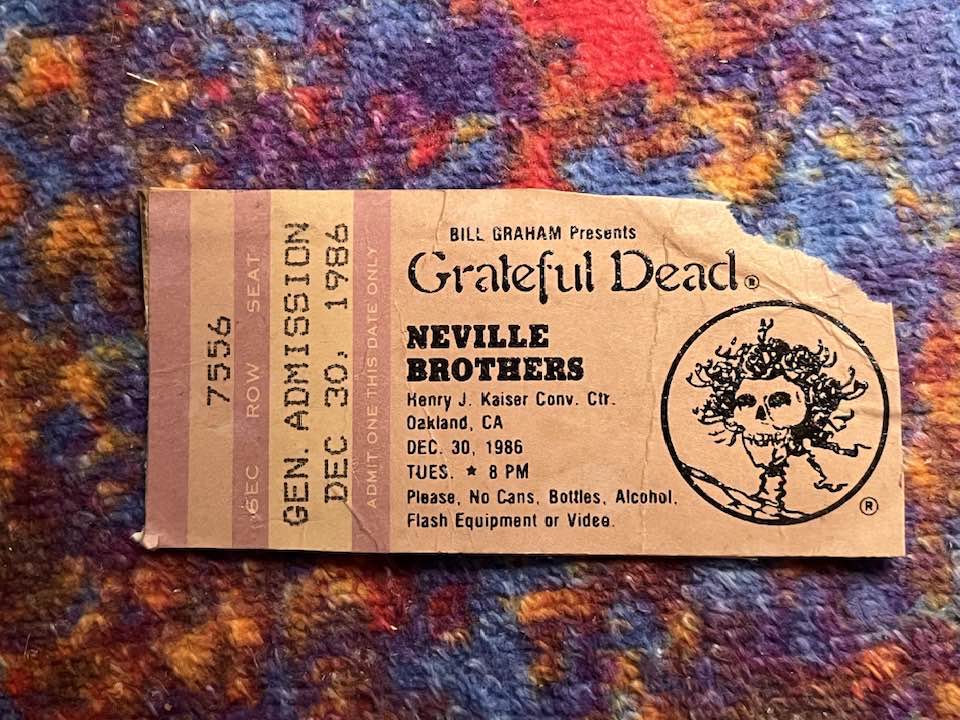 7556
SEC ROW SEAT
GEN. ADMISSION
DEC 30, 1986
ADMIT ONE THIS DATE ONLY
BILL GRAHAM Presents
Grateful Dead®
NEVILLE
BROTHERS
Henry J. Kaiser Conv. Ctr.
Oakland, CA
DEC. 30, 1986
TUES. ★ 8 PM
Please, No Cans, Bottles, Alcohol,
Flash Equipment or Video.
®